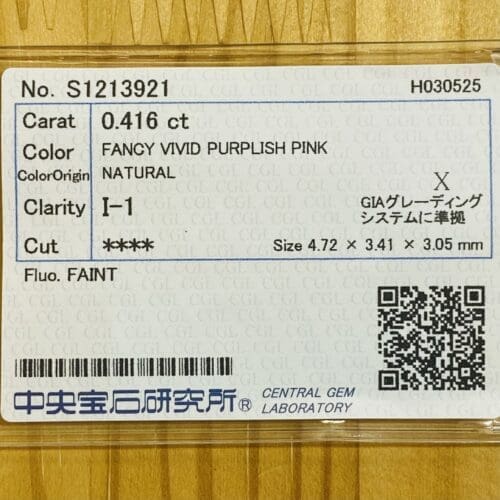 No. S1213921 H030525
Carat 0.416 ct
Color FANCY VIVID PURPLISH PINK
ColorOrigin NATURAL
X
Clarity I-1 GIAグレーディング
システムに準拠
Cut **** Size 4.72 × 3.41 × 3.05 mm
Fluo. FAINT
中央宝石研究所® CENTRAL GEM
LABORATORY
CGL